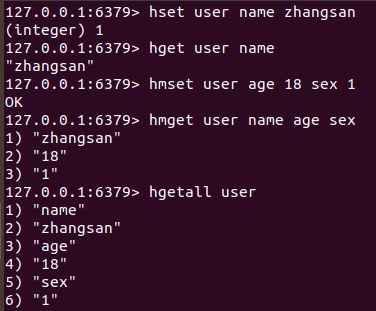 127.0.0.1:6379> hset user name zhangsan
(integer) 1
127.0.0.1:6379> hget user name
"zhangsan"
127.0.0.1:6379> hmset user age 18 sex 1
OK
127.0.0.1:6379> hmget user name age sex
1) "zhangsan"
2) "18"
3) "1"
127.0.0.1:6379> hgetall user
1) "name"
2) "zhangsan"
3) "age"
4) "18"
5) "sex"
6) "1"